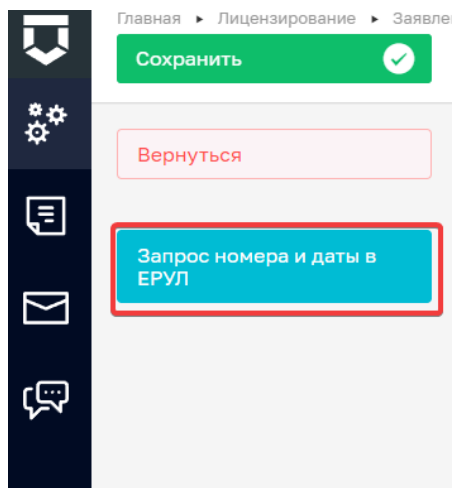 Главная ▸ Лицензирование ▸ Заявле
Сохранить
Вернуться
Запрос номера и даты в
ЕРУЛ